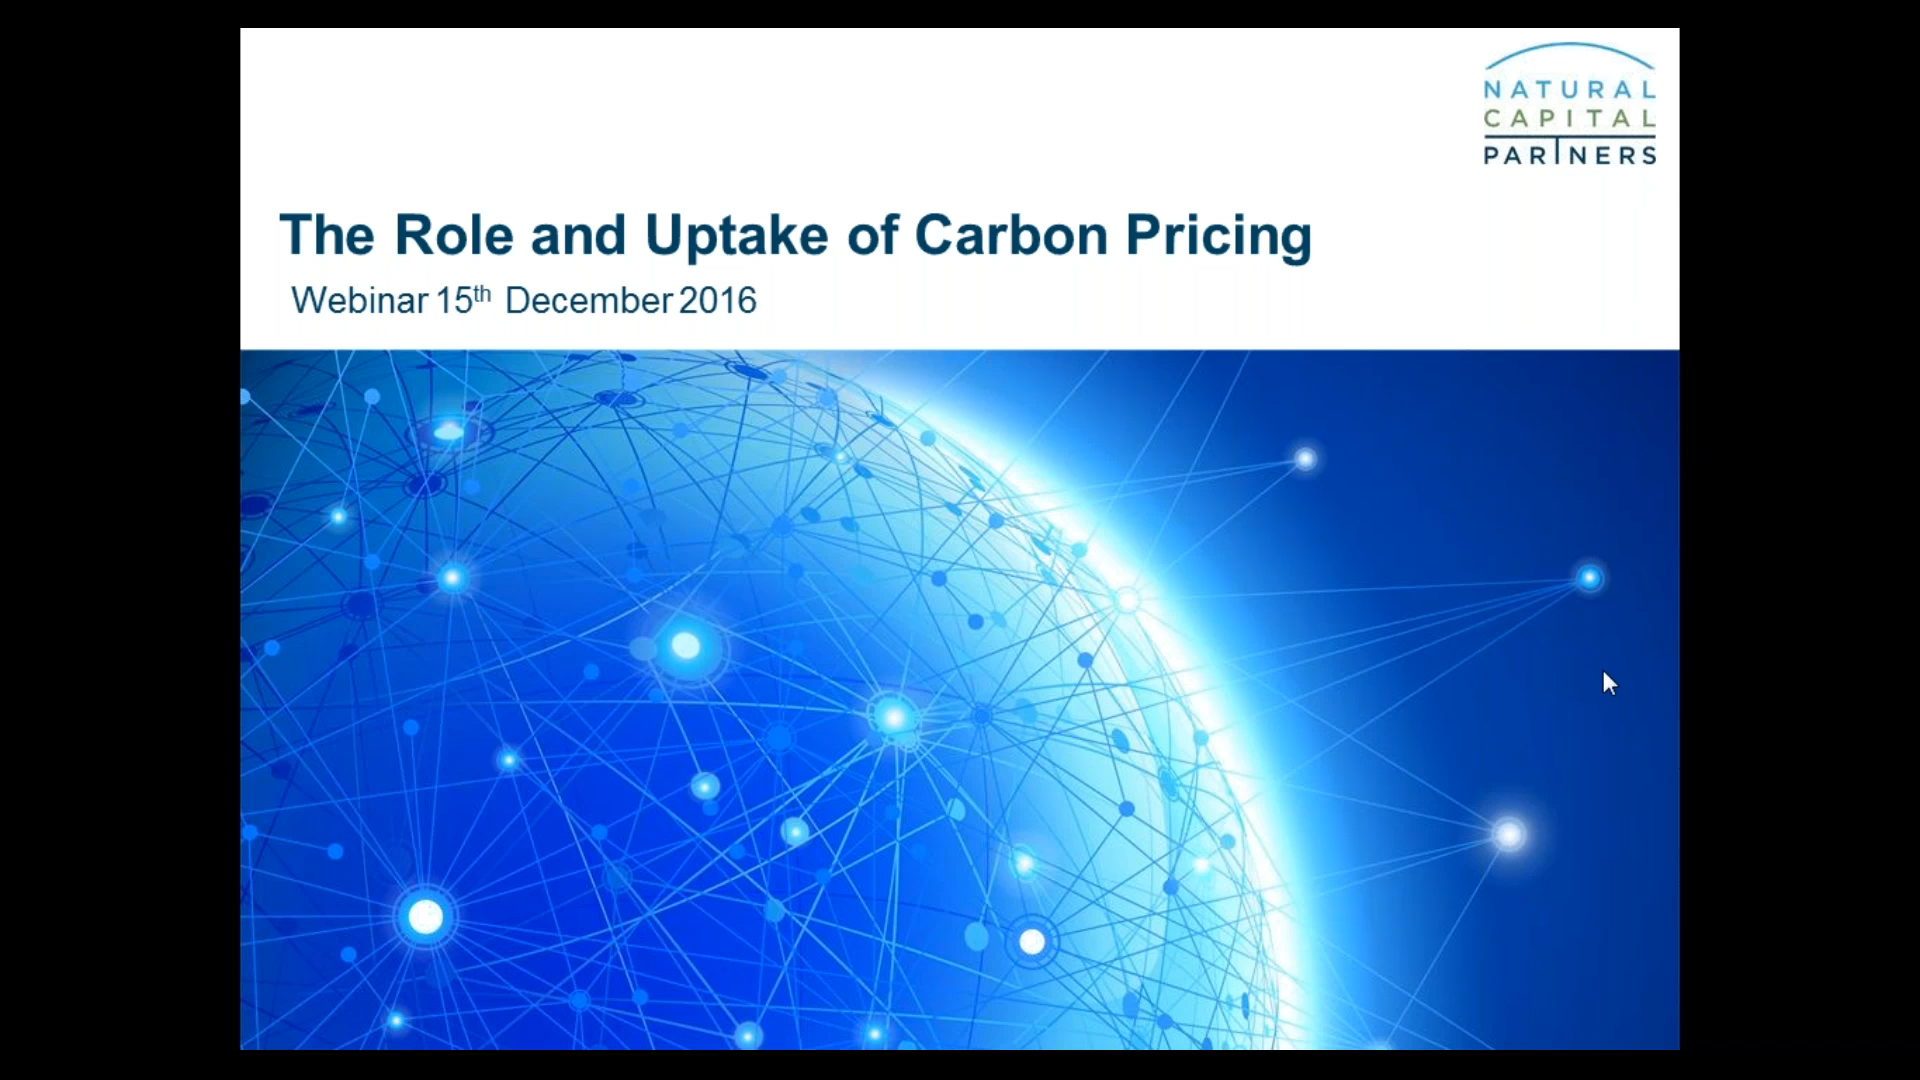 NATURAL
CAPITAL
PARTNERS
The Role and Uptake of Carbon Pricing
Webinar 15th December 2016